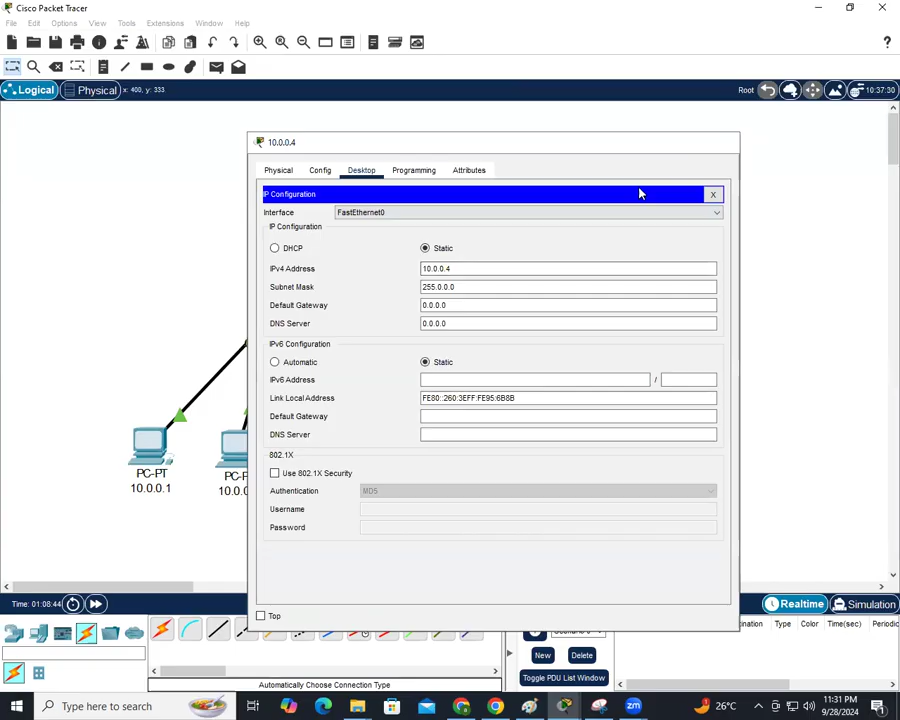 Cisco Packet Tracer
File Edit Options View Tools Extensions Window Help
Logical Physical x: 400, y: 333 Root 10:37:30
10.0.0.4
Physical Config Desktop Programming Attributes
IP Configuration X
Interface FastEthernet0
IP Configuration
DHCP Static
IPv4 Address 10.0.0.4
Subnet Mask 255.0.0.0
Default Gateway 0.0.0.0
DNS Server 0.0.0.0
IPv6 Configuration
Automatic Static
IPv6 Address /
Link Local Address FE80::260:3EFF:FE95:6B8B
Default Gateway
DNS Server
802.1X
Use 802.1X Security
Authentication MD5
Username
Password
Top
PC-PT
10.0.0.1
PC-P
10.0.0
Time: 01:08:44 Realtime Simulation
Type Color Time(sec) Periodic
New Delete
Toggle PDU List Window
Automatically Choose Connection Type
Type here to search 26°C 11:31 PM
9/28/2024
zm